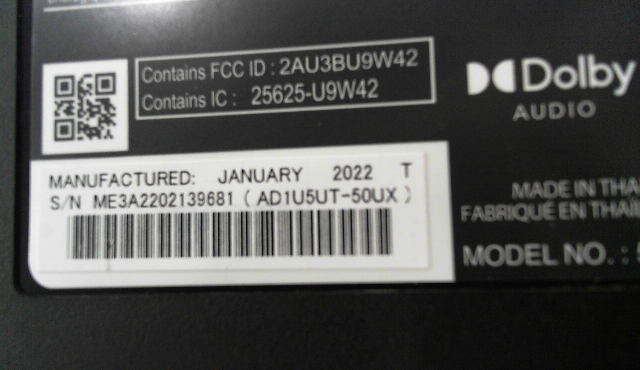 Contains FCC ID : 2AU3BU9W42
Contains IC : 25625-U9W42
Dolby
AUDIO
MANUFACTURED: JANUARY 2022 T
S/N ME3A2202139681 ( AD1U5UT-50UX )
MADE IN THA
FABRIQUÉ EN THAÏ
MODEL NO. :